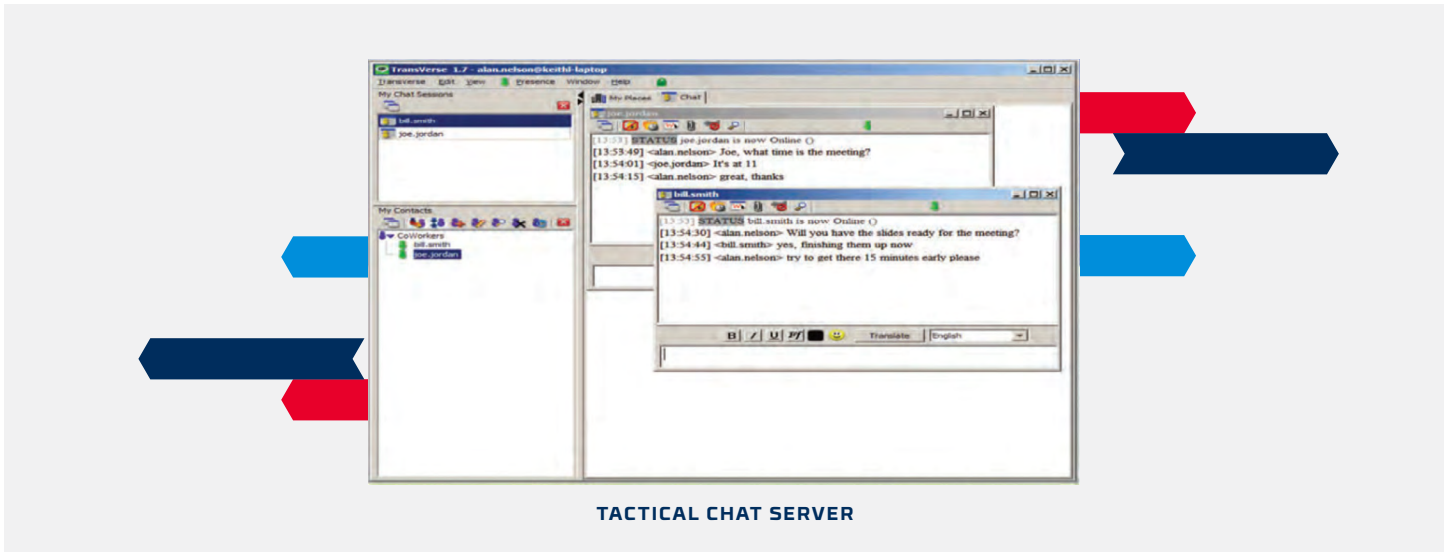 TransVerse 1.7 - alan.nelson@keithl-laptop
Transverse Edit View Presence Window Help
My Chat Sessions
bill.smith
joe.jordan
My Contacts
CoWorkers
bill.smith
joe.jordan
My Places Chat
joe.jordan
[13:53] STATUS joe.jordan is now Online ()
[13:53:49] <alan.nelson> Joe, what time is the meeting?
[13:54:01] <joe.jordan> It's at 11
[13:54:15] <alan.nelson> great, thanks
bill.smith
[13:53] STATUS bill.smith is now Online ()
[13:54:30] <alan.nelson> Will you have the slides ready for the meeting?
[13:54:44] <bill.smith> yes, finishing them up now
[13:54:55] <alan.nelson> try to get there 15 minutes early please
B I U Translate English
TACTICAL CHAT SERVER